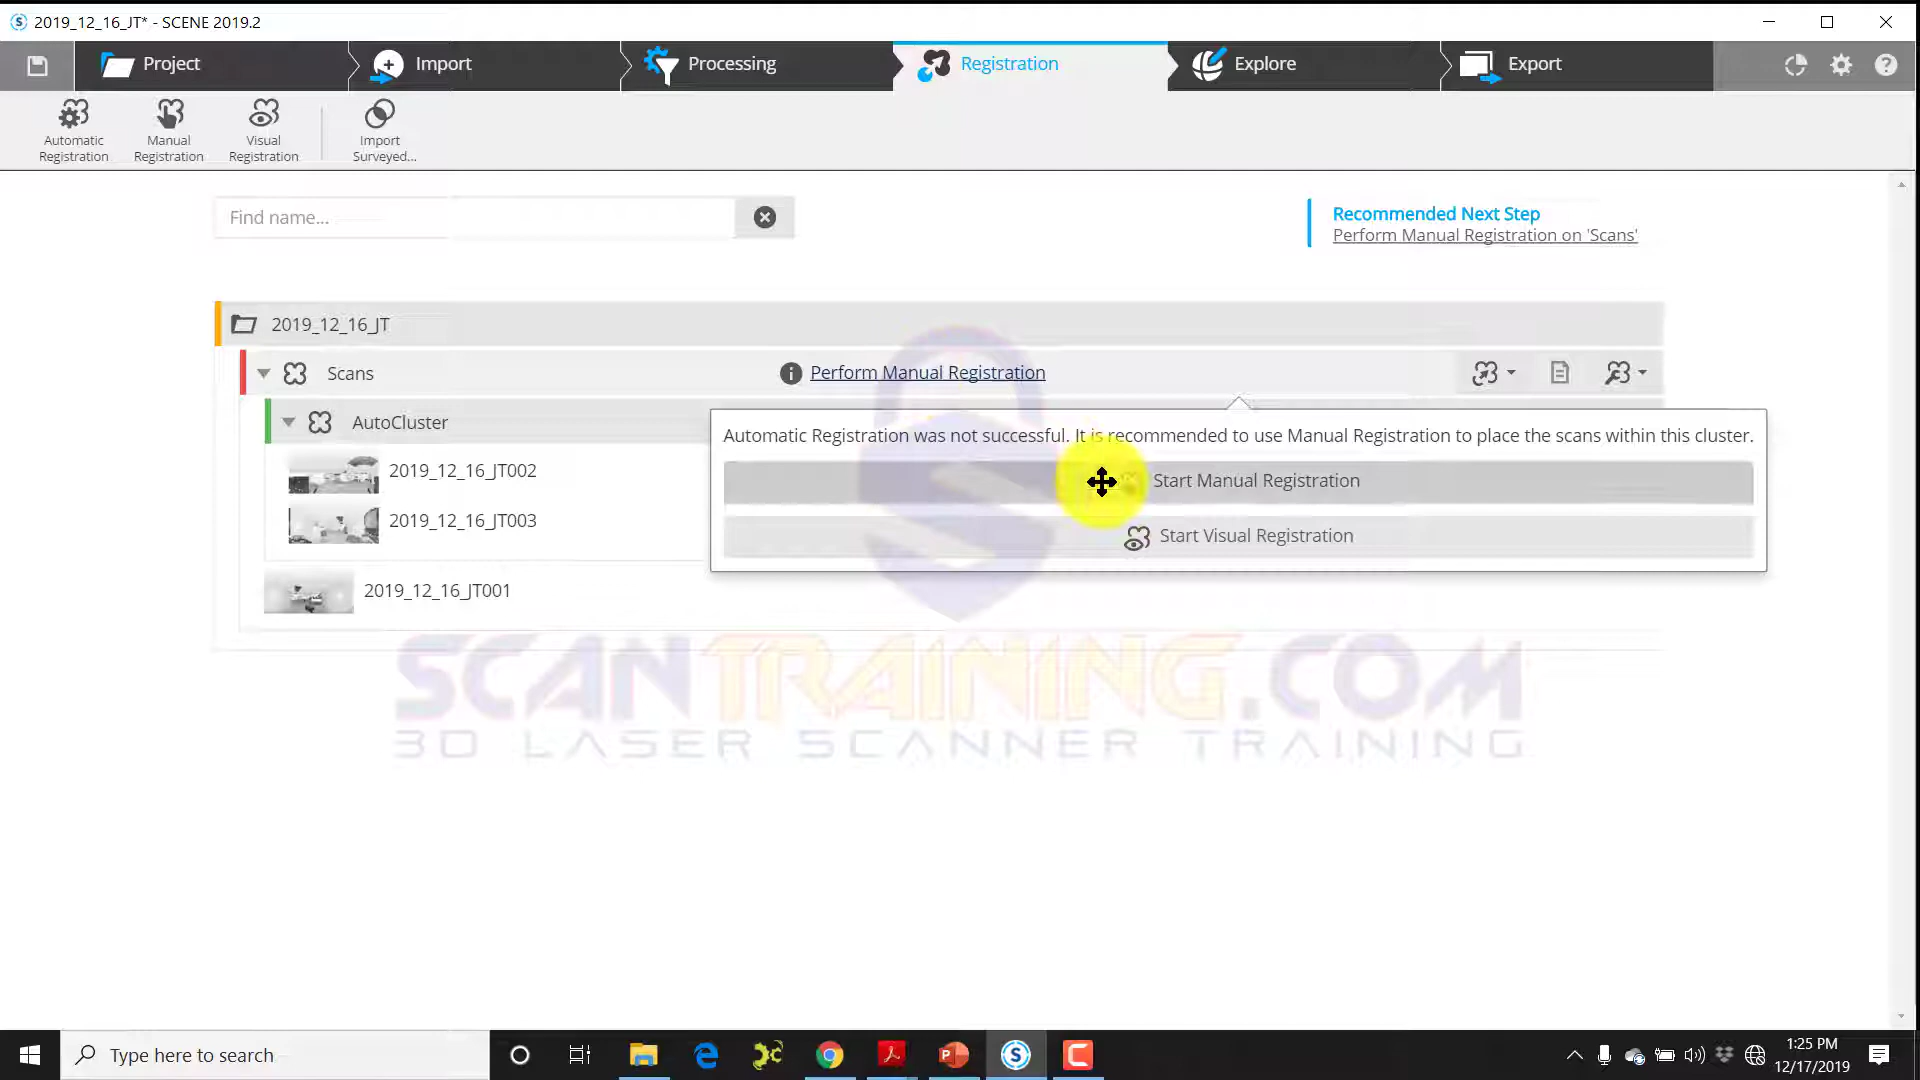 2019_12_16_JT* - SCENE 2019.2
Project
Import
Processing
Registration
Explore
Export
Automatic Registration
Manual Registration
Visual Registration
Import Surveyed...
Find name...
Recommended Next Step
Perform Manual Registration on 'Scans'
2019_12_16_JT
Scans
Perform Manual Registration
AutoCluster
Automatic Registration was not successful. It is recommended to use Manual Registration to place the scans within this cluster.
2019_12_16_JT002
Start Manual Registration
2019_12_16_JT003
Start Visual Registration
2019_12_16_JT001
SCANTRAINING.COM
3D LASER SCANNER TRAINING
Type here to search
1:25 PM
12/17/2019